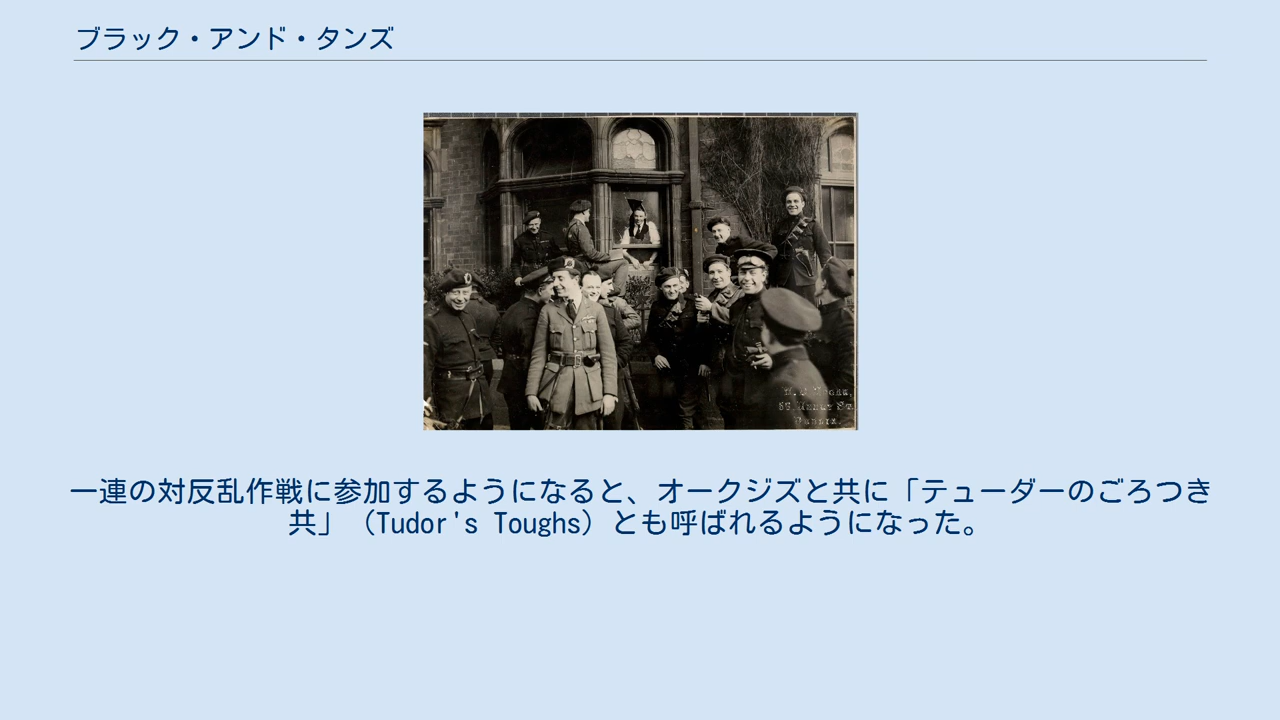 ブラック・アンド・タンズ
一連の対反乱作戦に参加するようになると、オークジズと共に「テューダーのごろつき
共」（Tudor's Toughs）とも呼ばれるようになった。